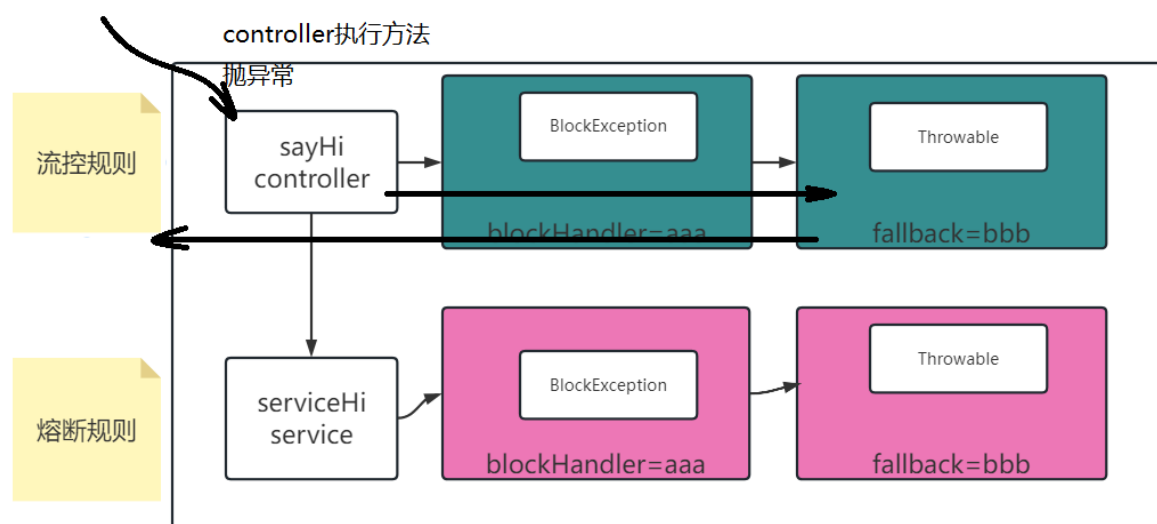 controller执行方法
抛异常
流控规则
sayHi
controller
BlockException
blockHandler=aaa
Throwable
fallback=bbb
熔断规则
serviceHi
service
BlockException
blockHandler=aaa
Throwable
fallback=bbb